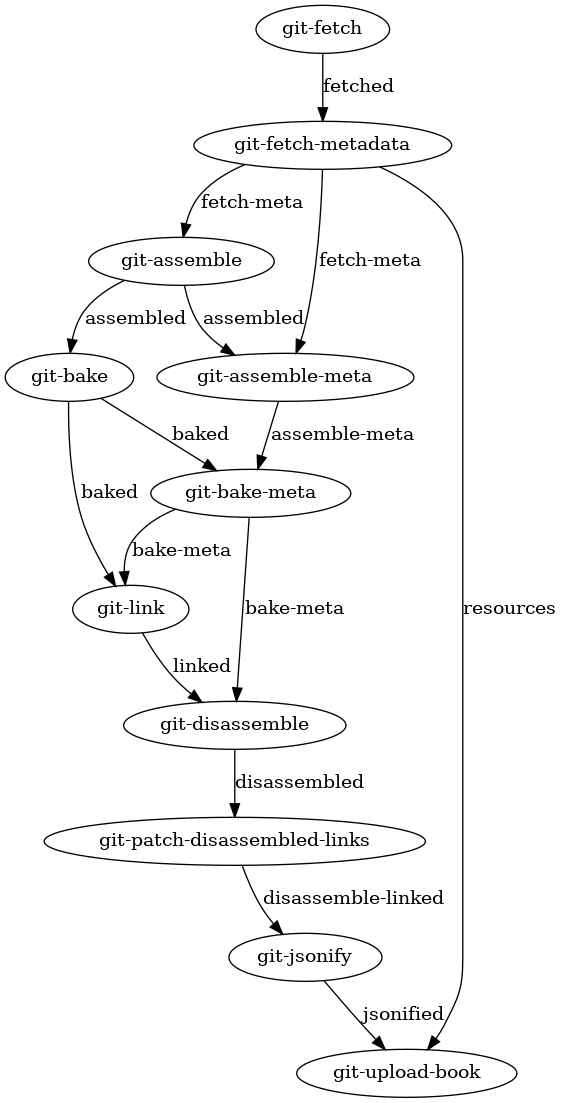 git-fetch
fetched
git-fetch-metadata
fetch-meta
git-assemble
fetch-meta
assembled
assembled
git-bake
git-assemble-meta
baked
assemble-meta
baked
git-bake-meta
bake-meta
git-link
bake-meta
resources
linked
git-disassemble
disassembled
git-patch-disassembled-links
disassemble-linked
git-jsonify
jsonified
git-upload-book